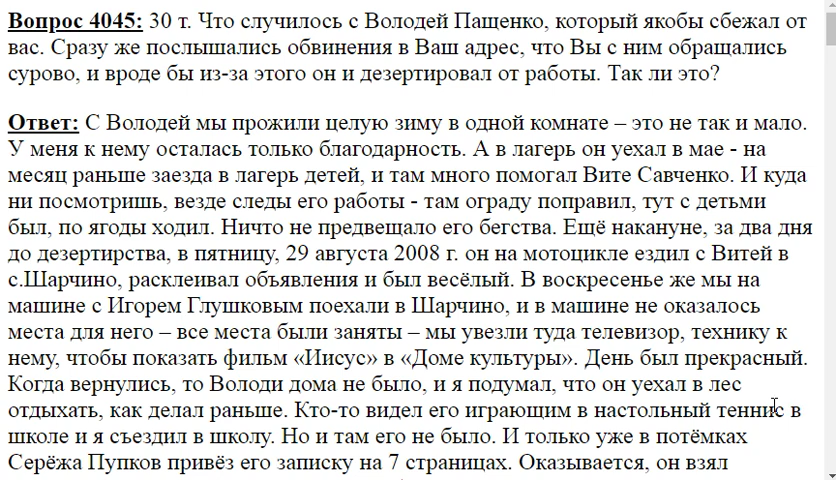 Вопрос 4045: 30 т. Что случилось с Володей Пащенко, который якобы сбежал от
вас. Сразу же послышались обвинения в Ваш адрес, что Вы с ним обращались
сурово, и вроде бы из-за этого он и дезертировал от работы. Так ли это?
Ответ: С Володей мы прожили целую зиму в одной комнате – это не так и мало.
У меня к нему осталась только благодарность. А в лагерь он уехал в мае - на
месяц раньше заезда в лагерь детей, и там много помогал Вите Савченко. И куда
ни посмотришь, везде следы его работы - там ограду поправил, тут с детьми
был, по ягоды ходил. Ничто не предвещало его бегства. Ещё накануне, за два дня
до дезертирства, в пятницу, 29 августа 2008 г. он на мотоцикле ездил с Витей в
с.Шарчино, расклеивал объявления и был весёлый. В воскресенье же мы на
машине с Игорем Глушковым поехали в Шарчино, и в машине не оказалось
места для него – все места были заняты – мы увезли туда телевизор, технику к
нему, чтобы показать фильм «Иисус» в «Доме культуры». День был прекрасный.
Когда вернулись, то Володи дома не было, и я подумал, что он уехал в лес
отдыхать, как делал раньше. Кто-то видел его играющим в настольный теннис в
школе и я съездил в школу. Но и там его не было. И только уже в потёмках
Серёжа Пупков привёз его записку на 7 страницах. Оказывается, он взял